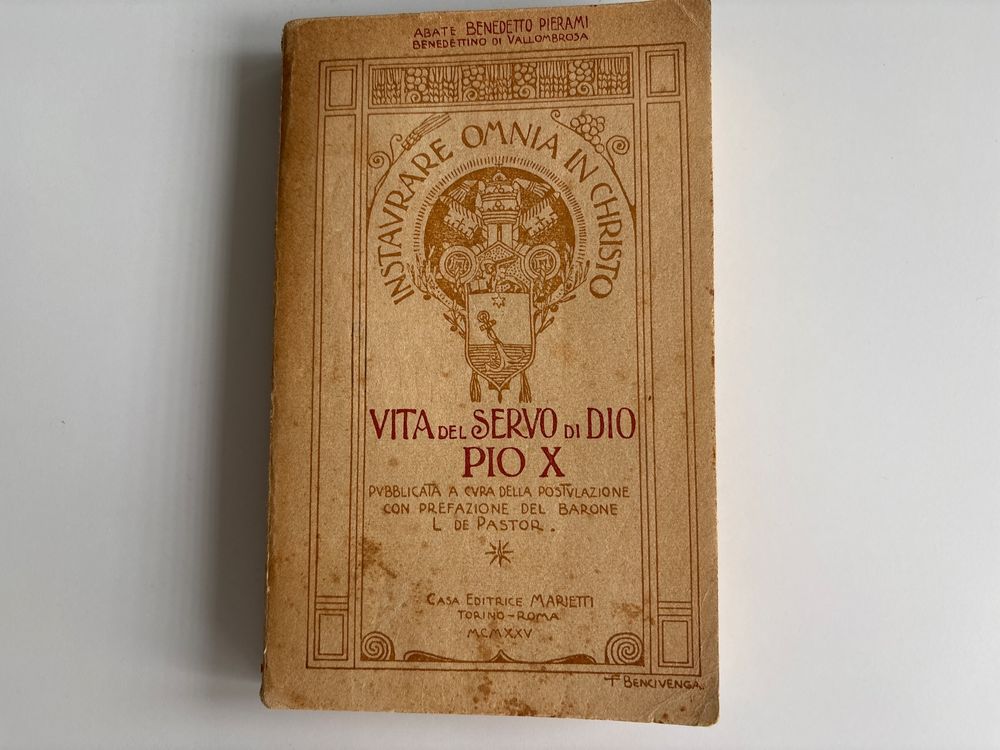 ABATE BENEDETTO PIERAMI
BENEDETTINO DI VALLOMBROSA
INSTAVRARE OMNIA IN CHRISTO
VITA DEL SERVO DI DIO
PIO X
PVBBLICATA A CVRA DELLA POSTVLAZIONE
CON PREFAZIONE DEL BARONE
L. DE PASTOR.
CASA EDITRICE MARIETTI
TORINO-ROMA
MCMXXV
T BENCIVENGA